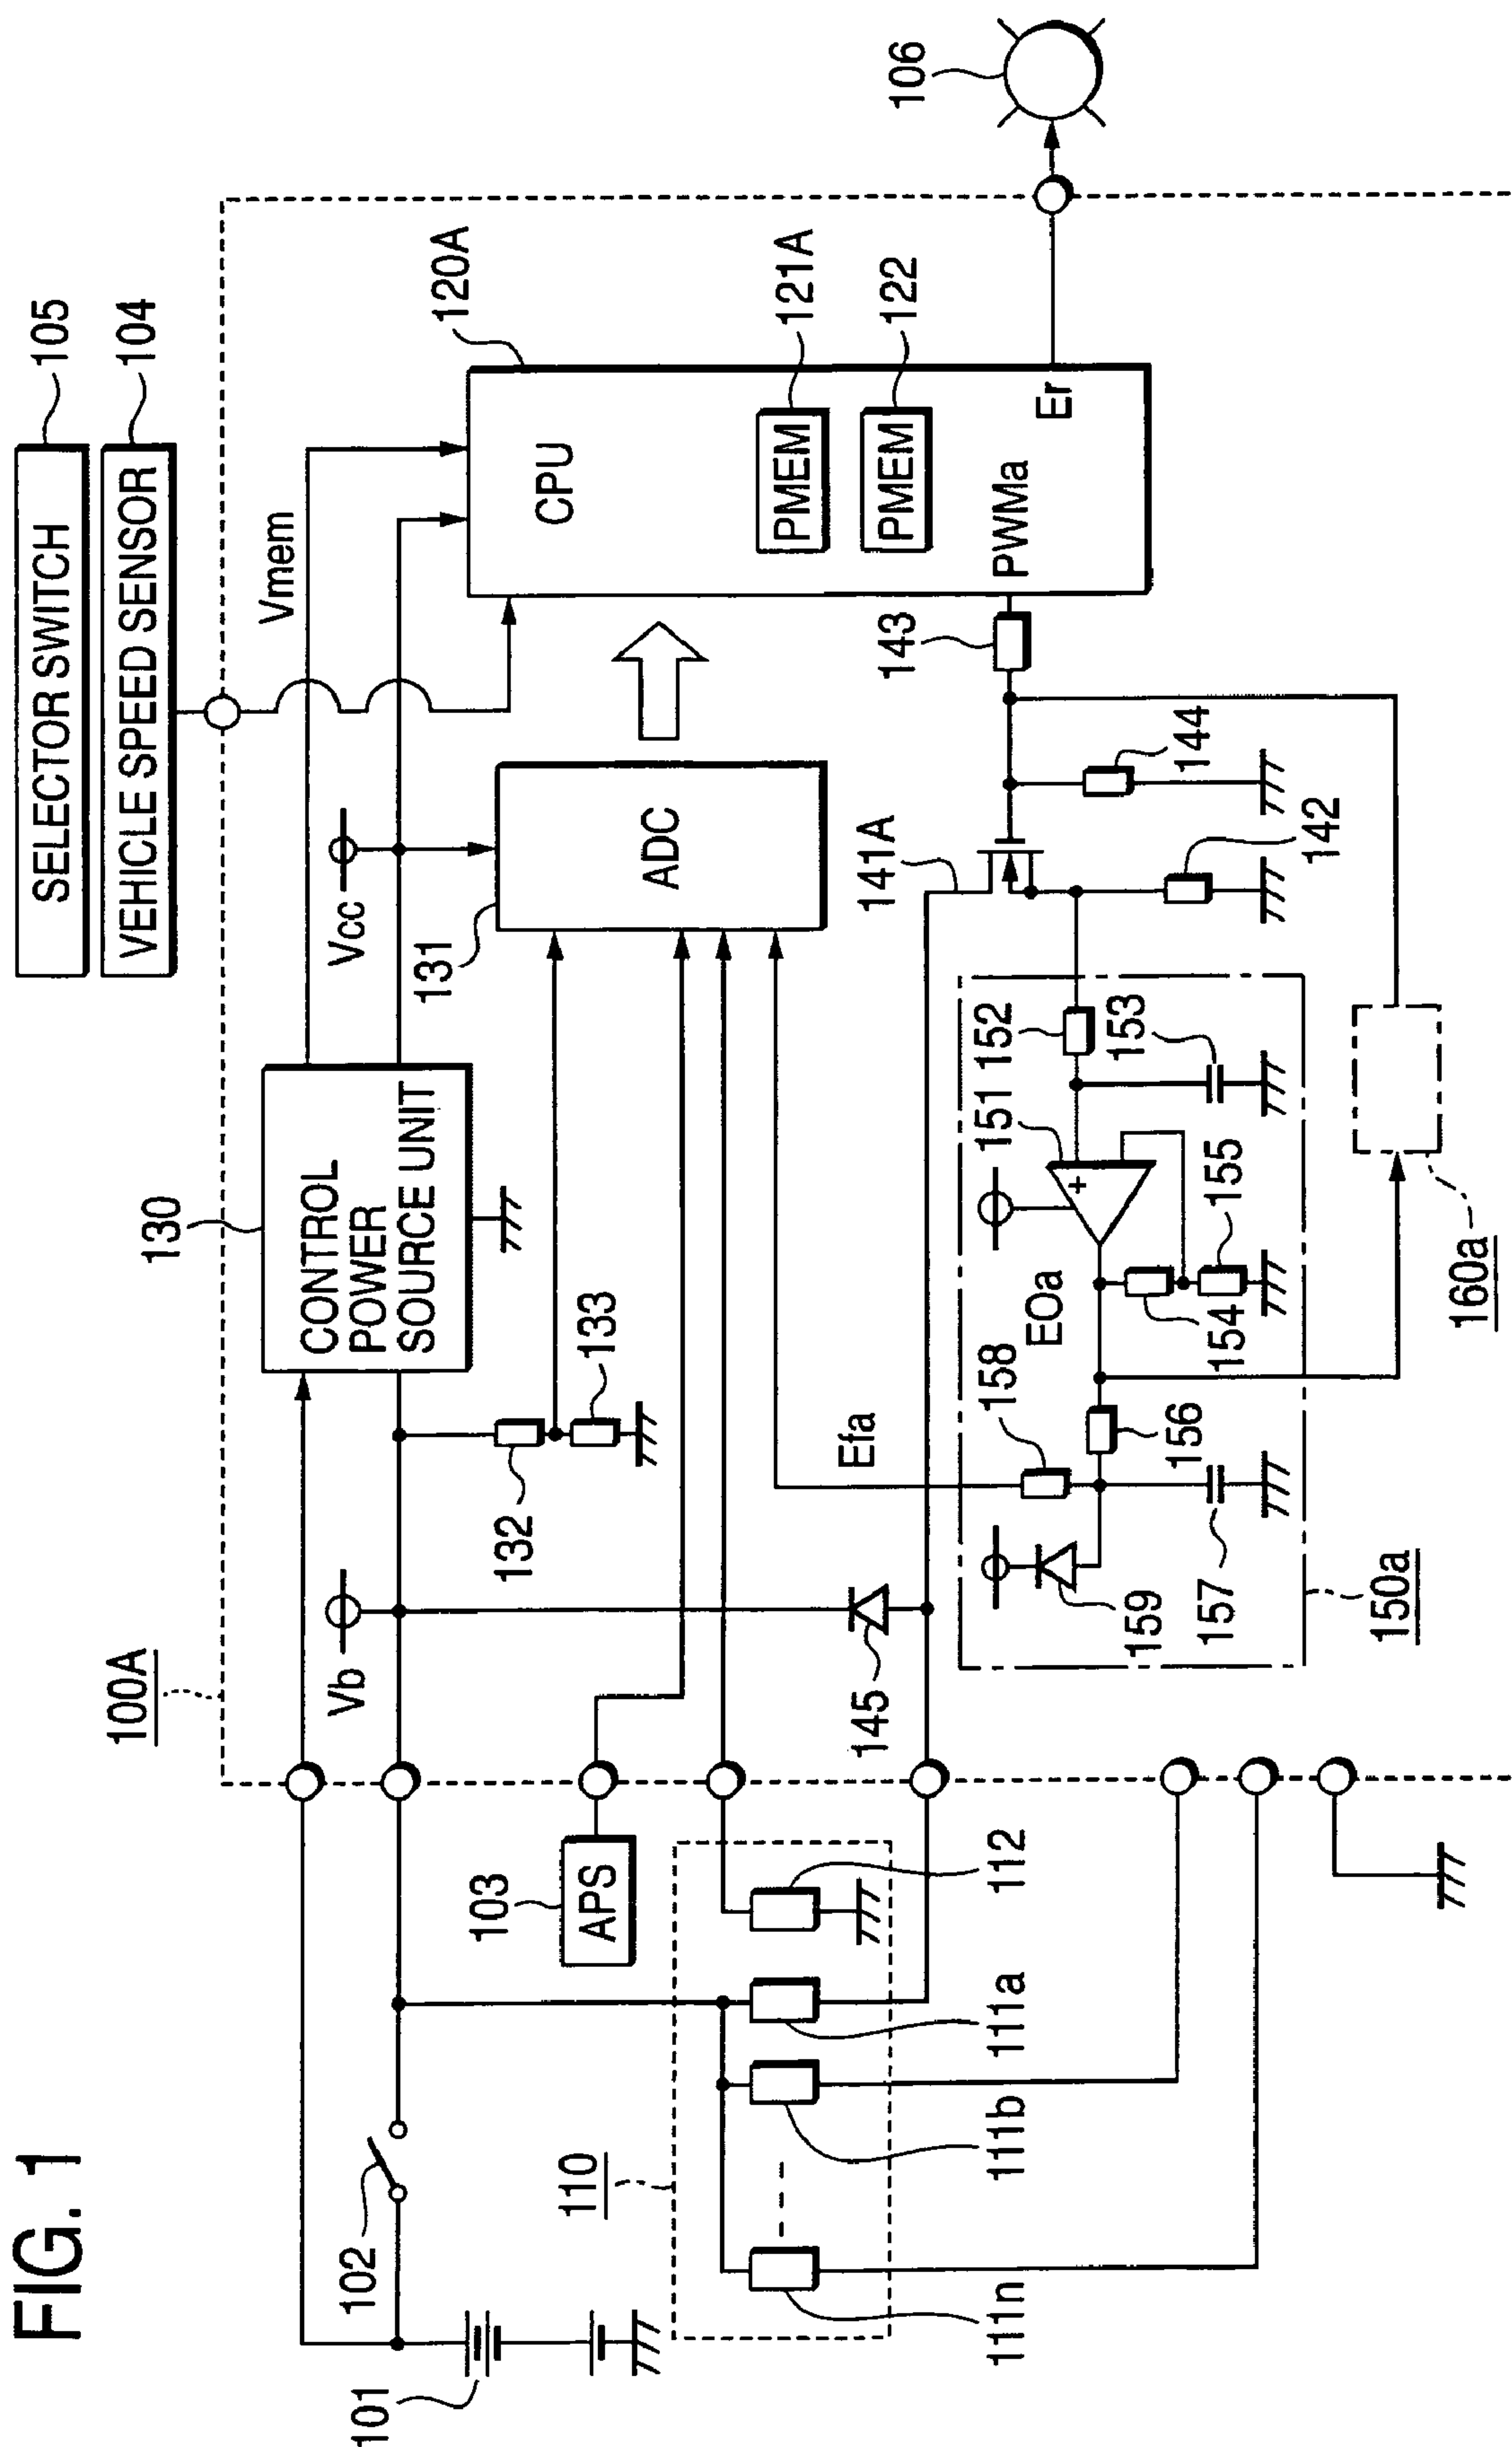 FIG. 1
SELECTOR SWITCH
105
VEHICLE SPEED SENSOR
104
100A
130
CONTROL
POWER
SOURCE UNIT
Vmem
Vcc
Vb
101
102
132
133
131
ADC
120A
CPU
PMEM
121A
PMEM
122
PWMa
Er
106
103
APS
110
112
111a
111b
111n
145
Efa
141A
143
144
142
158
EOa
151
152
153
159
157
156
154
155
150a
160a
+